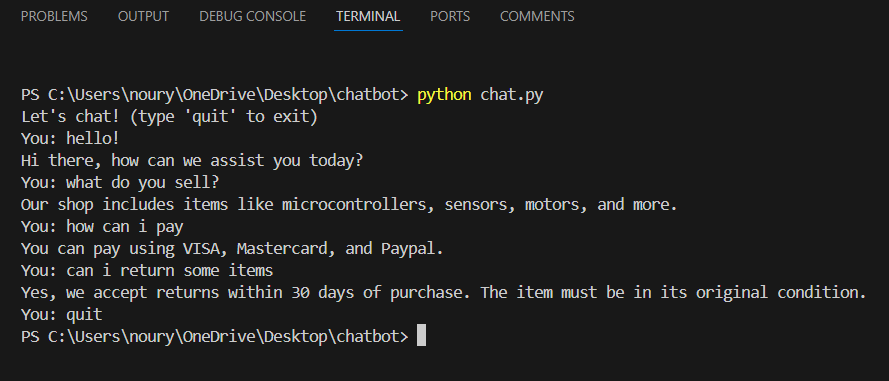 PROBLEMS OUTPUT DEBUG CONSOLE TERMINAL PORTS COMMENTS
PS C:\Users\noury\OneDrive\Desktop\chatbot> python chat.py
Let's chat! (type 'quit' to exit)
You: hello!
Hi there, how can we assist you today?
You: what do you sell?
Our shop includes items like microcontrollers, sensors, motors, and more.
You: how can i pay
You can pay using VISA, Mastercard, and Paypal.
You: can i return some items
Yes, we accept returns within 30 days of purchase. The item must be in its original condition.
You: quit
PS C:\Users\noury\OneDrive\Desktop\chatbot>